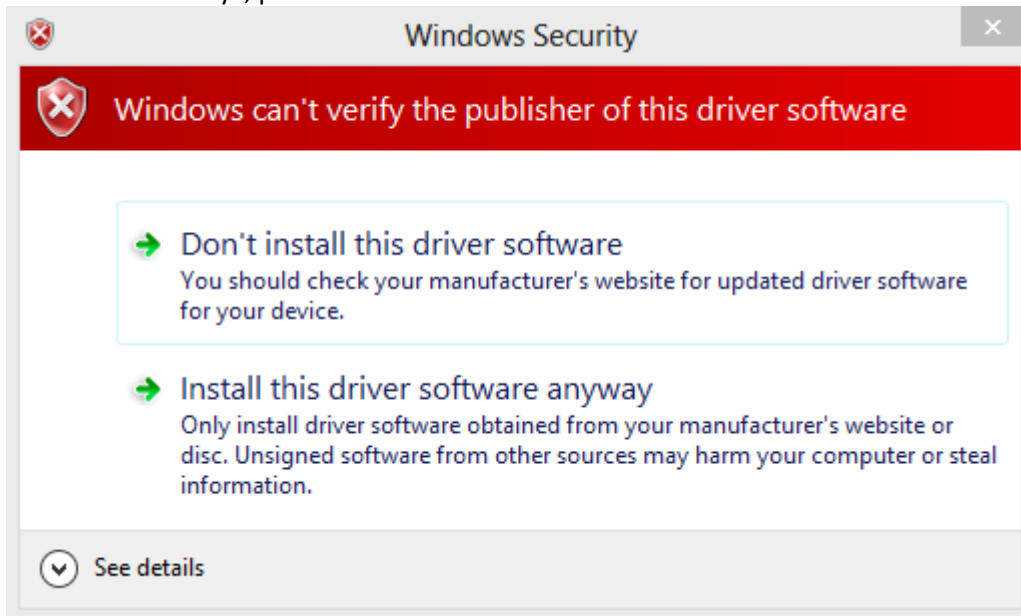 Windows Security
Windows can't verify the publisher of this driver software
Don't install this driver software
You should check your manufacturer's website for updated driver software
for your device.
Install this driver software anyway
Only install driver software obtained from your manufacturer's website or
disc. Unsigned software from other sources may harm your computer or steal
information.
See details